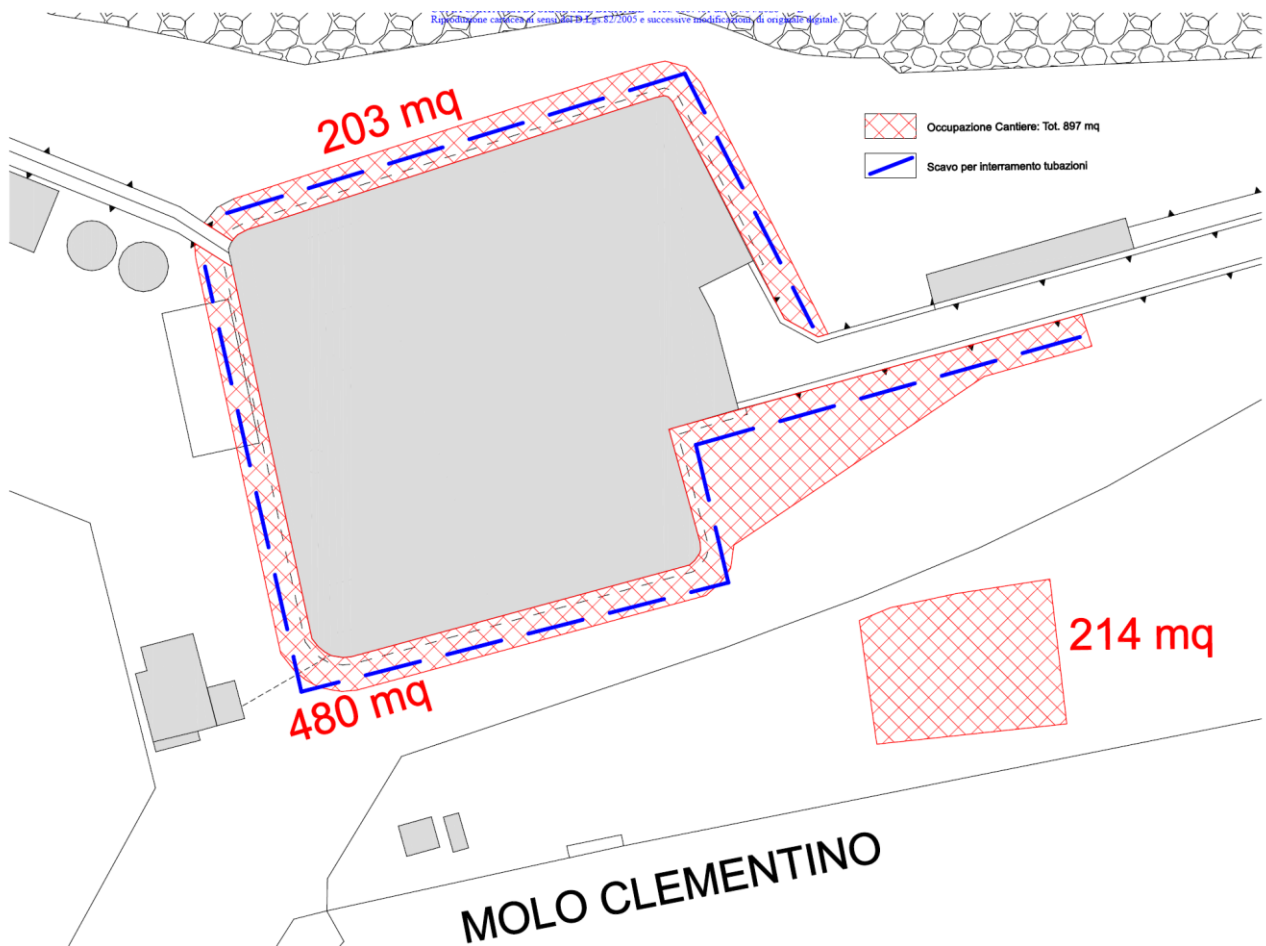 Riproduzione cartacea ai sensi del D.Lgs.82/2005 e successive modificazioni, di originale digitale.
203 mq
Occupazione Cantiere: Tot. 897 mq
Scavo per interramento tubazioni
214 mq
480 mq
MOLO CLEMENTINO